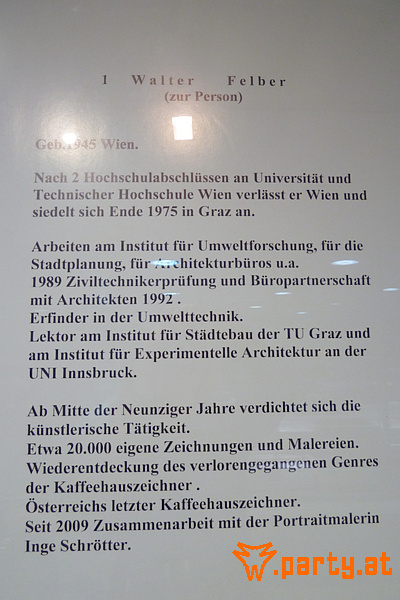 1 Walter Felber
(zur Person)
Geb.1945 Wien.
Nach 2 Hochschulabschlüssen an Universität und
Technischer Hochschule Wien verlässt er Wien und
siedelt sich Ende 1975 in Graz an.
Arbeiten am Institut für Umweltforschung, für die
Stadtplanung, für Architekturbüros u.a.
1989 Ziviltechnikerprüfung und Büropartnerschaft
mit Architekten 1992 .
Erfinder in der Umwelttechnik.
Lektor am Institut für Städtebau der TU Graz und
am Institut für Experimentelle Architektur an der
UNI Innsbruck.
Ab Mitte der Neunziger Jahre verdichtet sich die
künstlerische Tätigkeit.
Etwa 20.000 eigene Zeichnungen und Malereien.
Wiederentdeckung des verlorengegangenen Genres
der Kaffeehauszeichner .
Österreichs letzter Kaffeehauszeichner.
Seit 2009 Zusammenarbeit mit der Portraitmalerin
Inge Schrötter.
.party.at